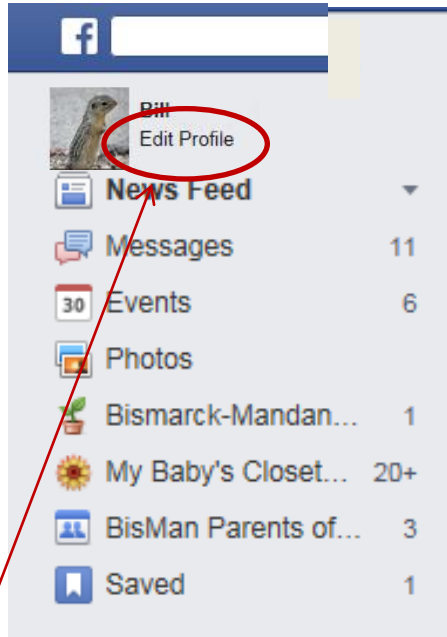 f
Bill
Edit Profile
News Feed
Messages 11
30 Events 6
Photos
Bismarck-Mandan... 1
My Baby's Closet... 20+
BisMan Parents of... 3
Saved 1